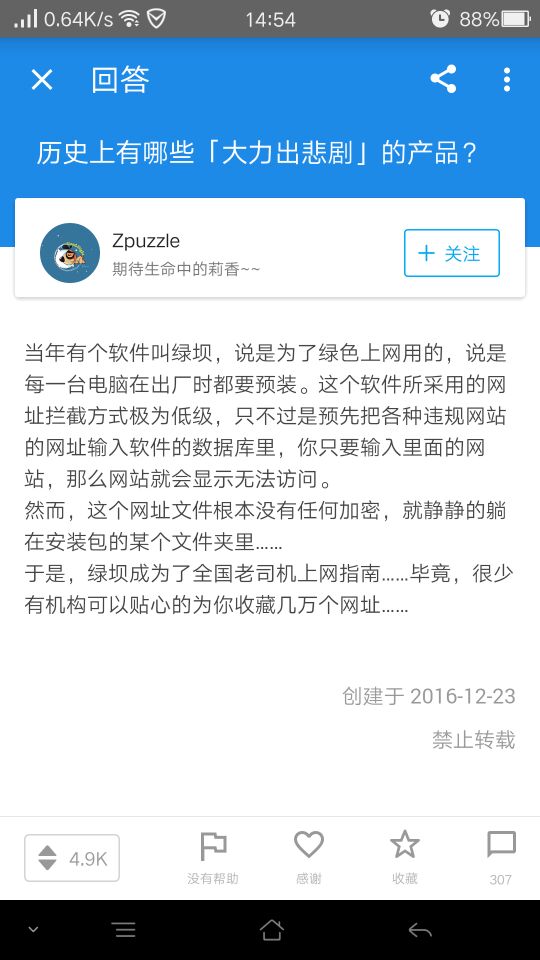 0.64K/s 14:54 88%
回答
历史上有哪些「大力出悲剧」的产品？
Zpuzzle
期待生命中的莉香~~
+ 关注
当年有个软件叫绿坝，说是为了绿色上网用的，说是
每一台电脑在出厂时都要预装。这个软件所采用的网
址拦截方式极为低级，只不过是预先把各种违规网站
的网址输入软件的数据库里，你只要输入里面的网
站，那么网站就会显示无法访问。
然而，这个网址文件根本没有任何加密，就静静的躺
在安装包的某个文件夹里……
于是，绿坝成为了全国老司机上网指南……毕竟，很少
有机构可以贴心的为你收藏几万个网址……
创建于 2016-12-23
禁止转载
4.9K 没有帮助 感谢 收藏 307